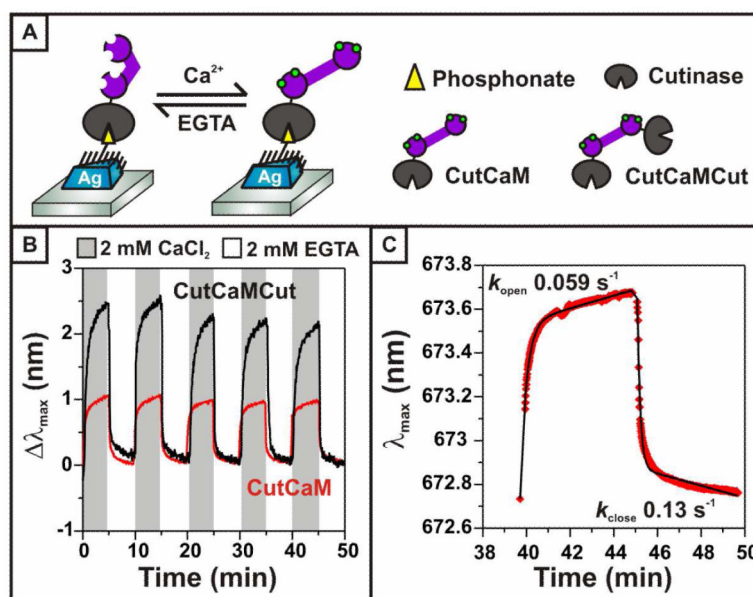 A
Ca²⁺
EGTA
Ag
Ag
Phosphonate
Cutinase
CutCaM
CutCaMCut
B
2 mM CaCl₂
2 mM EGTA
3
2
1
0
-1
Δλmax (nm)
CutCaMCut
CutCaM
0 10 20 30 40 50
Time (min)
C
673.8
673.6
673.4
673.2
673
672.8
672.6
λmax (nm)
kopen 0.059 s⁻¹
kclose 0.13 s⁻¹
38 40 42 44 46 48 50
Time (min)